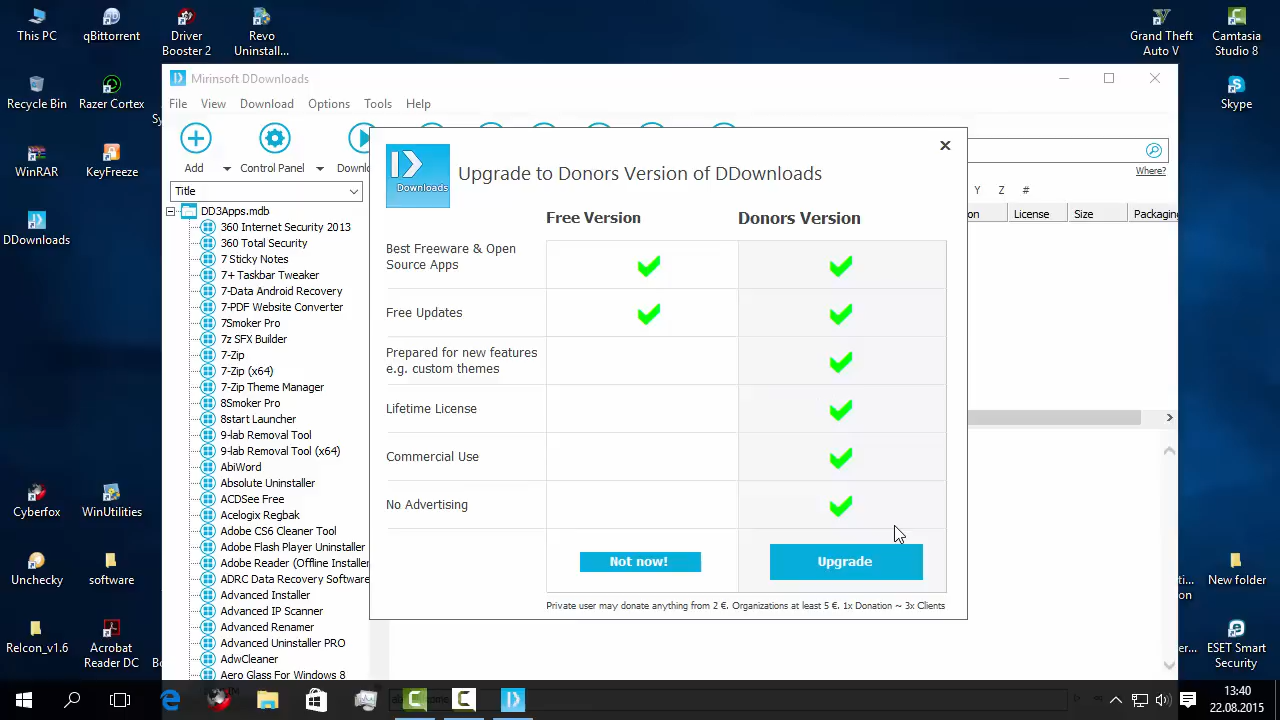 This PC
qBittorrent
Driver
Booster 2
Revo
Uninstall...
Grand Theft
Auto V
Camtasia
Studio 8
Recycle Bin
Razer Cortex
Skype
WinRAR
KeyFreeze
DDownloads
Cyberfox
WinUtilities
Unchecky
software
Relcon_v1.6
Acrobat
Reader DC
New folder
ESET Smart
Security
Mirinsoft DDownloads
File View Download Options Tools Help
Add Control Panel
Where?
Title
Y Z #
License Size
DD3Apps.mdb
360 Internet Security 2013
360 Total Security
7 Sticky Notes
7+ Taskbar Tweaker
7-Data Android Recovery
7-PDF Website Converter
7Smoker Pro
7z SFX Builder
7-Zip
7-Zip (x64)
7-Zip Theme Manager
8Smoker Pro
8start Launcher
9-lab Removal Tool
9-lab Removal Tool (x64)
AbiWord
Absolute Uninstaller
ACDSee Free
Acelogix Regbak
Adobe CS6 Cleaner Tool
Adobe Flash Player Uninstaller
Adobe Reader (Offline Installer
ADRC Data Recovery Software
Advanced Installer
Advanced IP Scanner
Advanced Renamer
Advanced Uninstaller PRO
AdwCleaner
Aero Glass For Windows 8
Downloads
Upgrade to Donors Version of DDownloads
Free Version Donors Version
Best Freeware & Open
Source Apps
Free Updates
Prepared for new features
e.g. custom themes
Lifetime License
Commercial Use
No Advertising
Not now! Upgrade
Private user may donate anything from 2 €. Organizations at least 5 €. 1x Donation ~ 3x Clients
13:40
22.08.2015